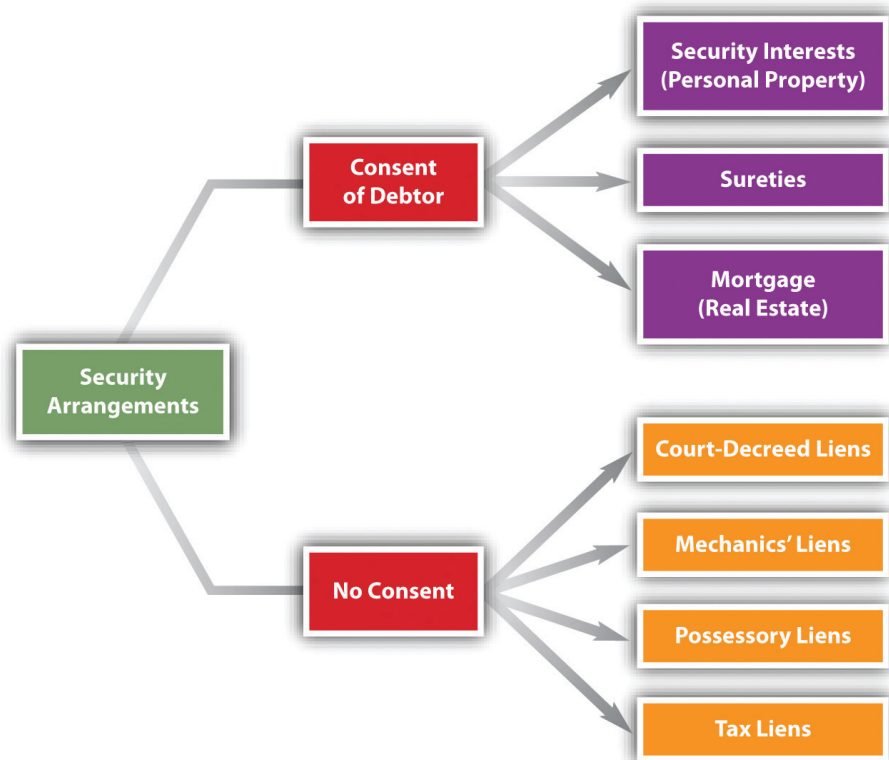 Security Interests
(Personal Property)
Consent
of Debtor
Sureties
Mortgage
(Real Estate)
Security
Arrangements
Court-Decreed Liens
Mechanics’ Liens
No Consent
Possessory Liens
Tax Liens